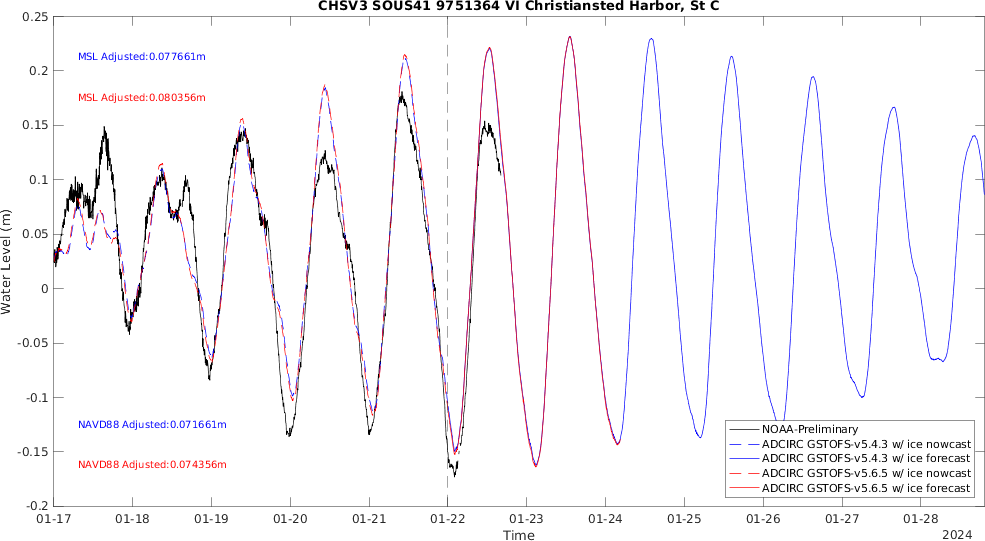 CHSV3 SOUS41 9751364 VI Christiansted Harbor, St C
0.25
0.2
0.15
0.1
0.05
0
-0.05
-0.1
-0.15
-0.2
Water Level (m)
MSL Adjusted:0.077661m
MSL Adjusted:0.080356m
NAVD88 Adjusted:0.071661m
NAVD88 Adjusted:0.074356m
NOAA-Preliminary
ADCIRC GSTOFS-v5.4.3 w/ ice nowcast
ADCIRC GSTOFS-v5.4.3 w/ ice forecast
ADCIRC GSTOFS-v5.6.5 w/ ice nowcast
ADCIRC GSTOFS-v5.6.5 w/ ice forecast
01-17 01-18 01-19 01-20 01-21 01-22 01-23 01-24 01-25 01-26 01-27 01-28
Time
2024